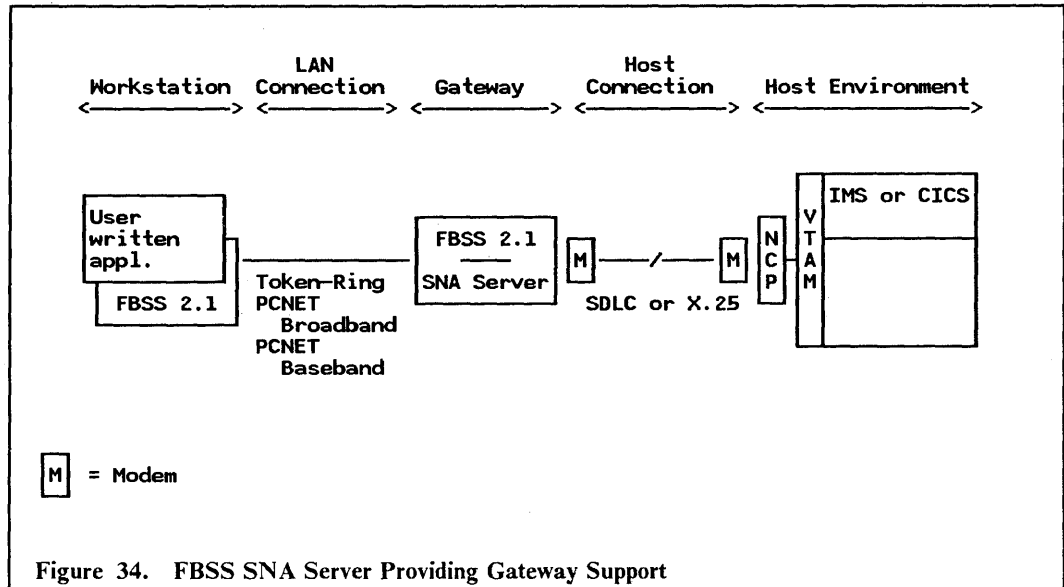 LAN Host
Workstation Connection Gateway Connection Host Environment
User
written
appl.
FBSS 2.1
Token-Ring
PCNET
Broadband
PCNET
Baseband
FBSS 2.1
SNA Server
M
M
SDLC or X.25
NCP
VTAM
IMS or CICS
M = Modem
Figure 34. FBSS SNA Server Providing Gateway Support